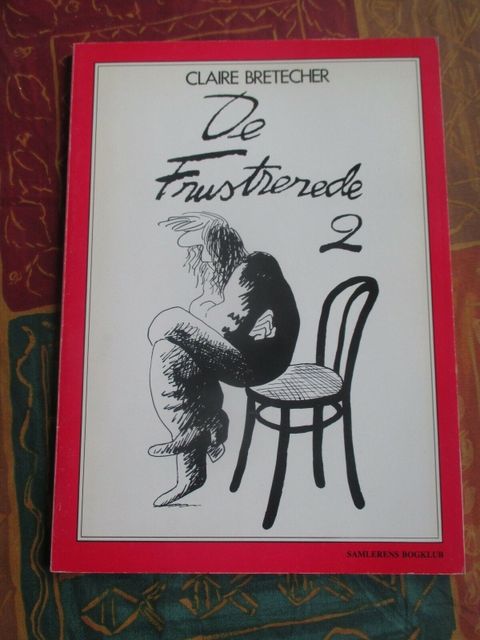 CLAIRE BRETECHER
De
Frustrerede
2
SAMLERENS BOGKLUB